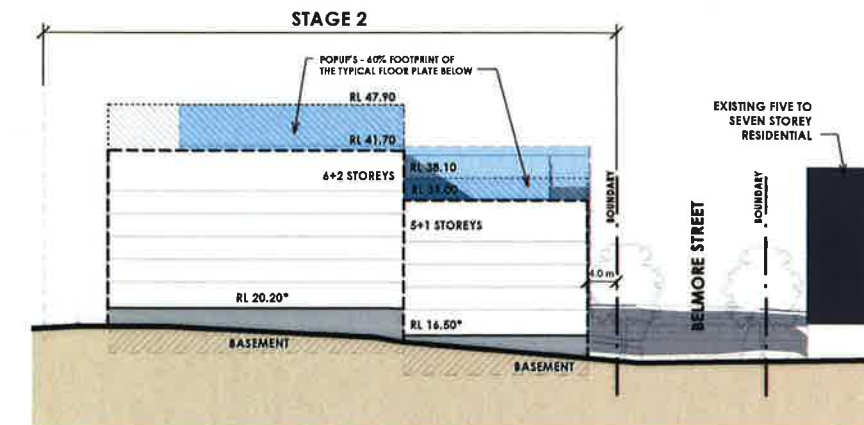 STAGE 2
POPUP'S - 60% FOOTPRINT OF
THE TYPICAL FLOOR PLATE BELOW
RL 47.90
EXISTING FIVE TO
SEVEN STOREY
RESIDENTIAL
RL 41.70
6+2 STOREYS
RL 38.10
5+1 STOREYS
BOUNDARY
BELMORE STREET
BOUNDARY
4.0 m
RL 20.20*
RL 16.50*
BASEMENT
BASEMENT